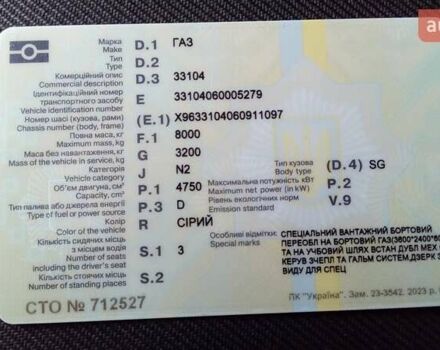 Марка
Make D.1 ГАЗ
Тип
Type D.2
Комерційний опис
Commercial description D.3 33104
Ідентифікаційний номер
транспортного засобу E 33104060005279
Vehicle identification number
Номер шасі (кузова, рами) (E.1) X9633104060911097
Chassis number (body, frame)
Повна маса, кг F.1 8000
Maximum mass, kg
Маса без навантаження, кг G 3200
Mass of the vehicle in service, kg
Категорія J N2 Тип кузова (D.4) SG
Vehicle category Body type
Об'єм двигуна, см³ P.1 4750 Максимальна потужність кВт P.2
Capacity, cm³ Maximum net power (in kW)
Тип палива або джерела енергії P.3 D Рівень екологічних норм V.9
Type of fuel or power source Emission standard
Колір R СІРИЙ
Color of the vehicle
Кількість сидячих місць Особливі відмітки: СПЕЦІАЛЬНИЙ ВАНТАЖНИЙ БОРТОВИЙ
з місцем водія S.1 3 Special marks ПЕРЕОБЛ НА БОРТОВИЙ ГАЗ(3600*2400*60
Number of seats ТА НА УЧБОВИЙ ШЛЯХ ВСТАН ДУБЛ МЕХ
including the driver's seat КЕРУВ ЗЧЕПЛ ТА ГАЛЬМ СИСТЕМ ДЗЕРК З
Кількість стоячих місць S.2 ВИДУ ДЛЯ СПЕЦ
Number of standing places
СТО № 712527 ПК "Україна". Зам. 23-3542. 2023 р.